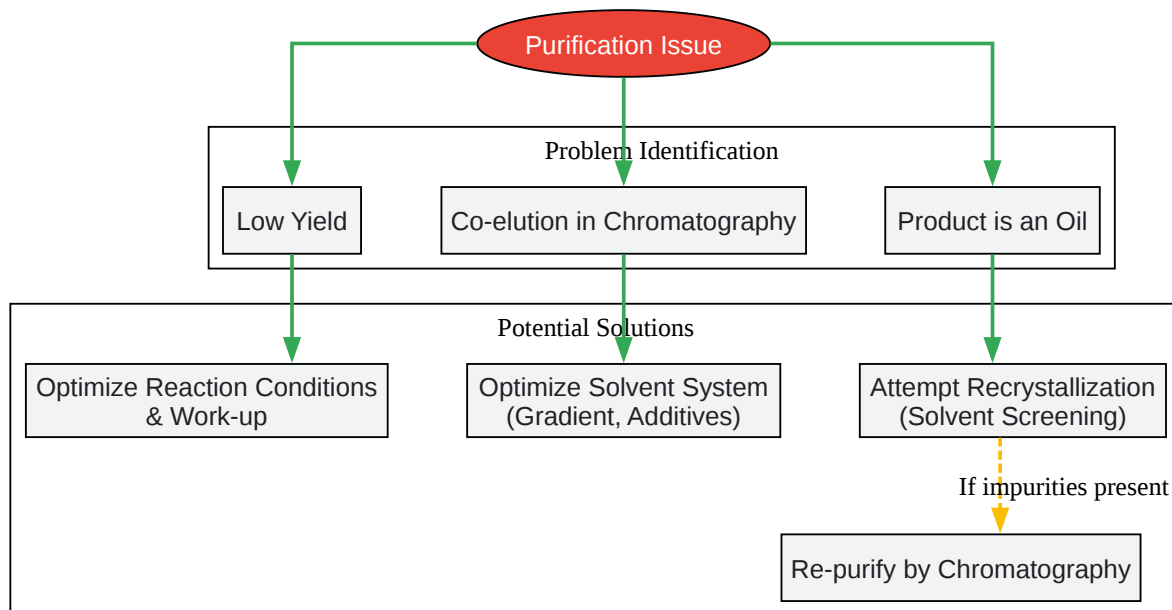 Purification Issue
Problem Identification
Low Yield
Co-elution in Chromatography
Product is an Oil
Potential Solutions
Optimize Reaction Conditions
& Work-up
Optimize Solvent System
(Gradient, Additives)
Attempt Recrystallization
(Solvent Screening)
If impurities present
Re-purify by Chromatography